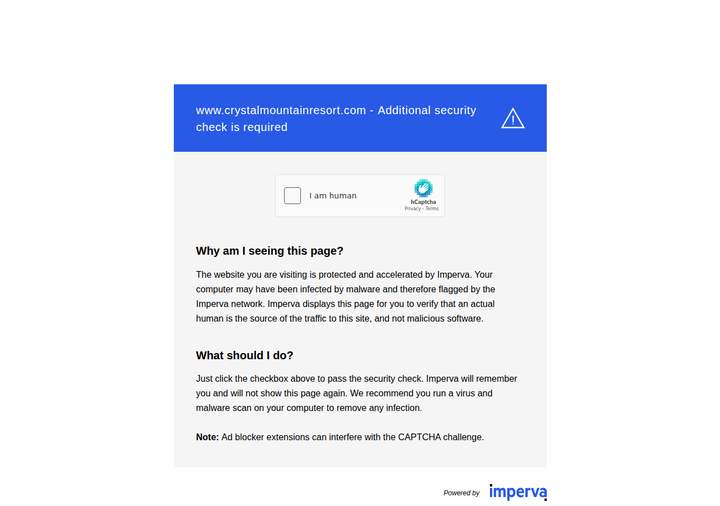 www.crystalmountainresort.com - Additional security
check is required
I am human
hCaptcha
Privacy - Terms
Why am I seeing this page?
The website you are visiting is protected and accelerated by Imperva. Your
computer may have been infected by malware and therefore flagged by the
Imperva network. Imperva displays this page for you to verify that an actual
human is the source of the traffic to this site, and not malicious software.
What should I do?
Just click the checkbox above to pass the security check. Imperva will remember
you and will not show this page again. We recommend you run a virus and
malware scan on your computer to remove any infection.
Note: Ad blocker extensions can interfere with the CAPTCHA challenge.
Powered by imperva